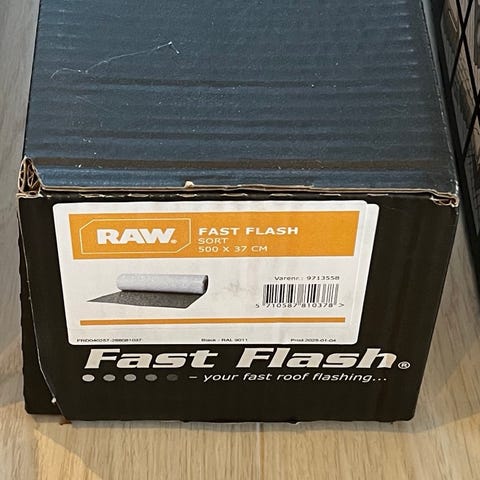 RAW®
FAST FLASH
SORT
500 X 37 CM
Varenr.: 9713558
5 710587 810378 >
Black - RAL 9011
Fast Flash®
– your fast roof flashing...